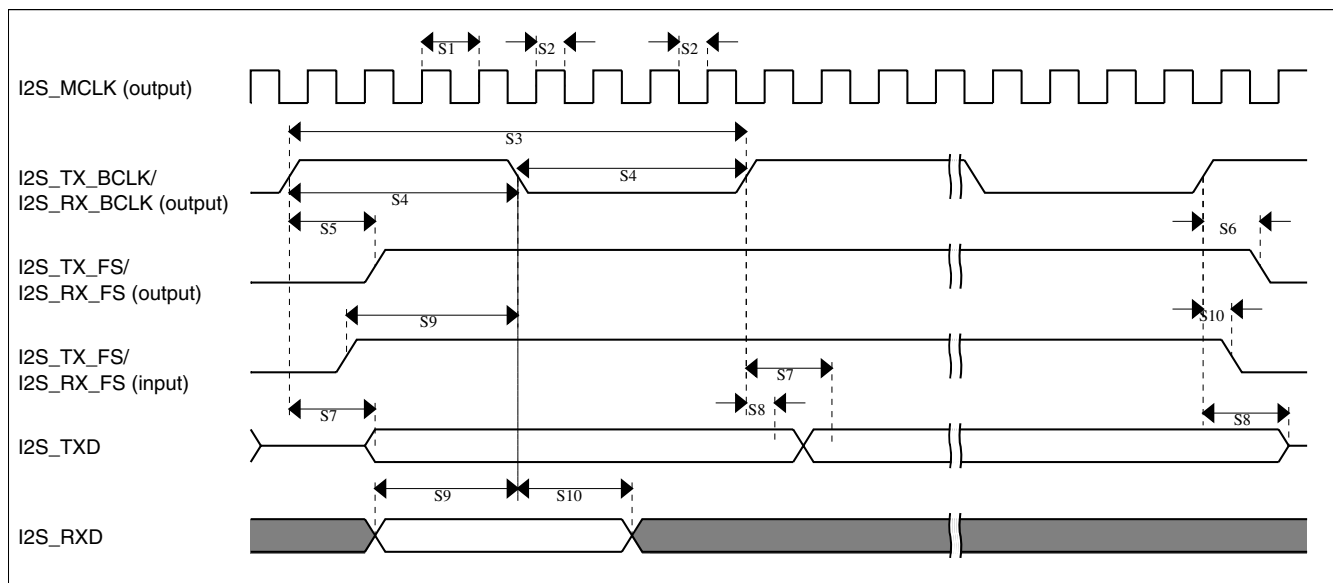 S1
S2
S2
I2S_MCLK (output)
S3
I2S_TX_BCLK/
I2S_RX_BCLK (output)
S4
S4
S5
S6
I2S_TX_FS/
I2S_RX_FS (output)
S9
S10
I2S_TX_FS/
I2S_RX_FS (input)
S7
S7
S8
S8
I2S_TXD
S9
S10
I2S_RXD